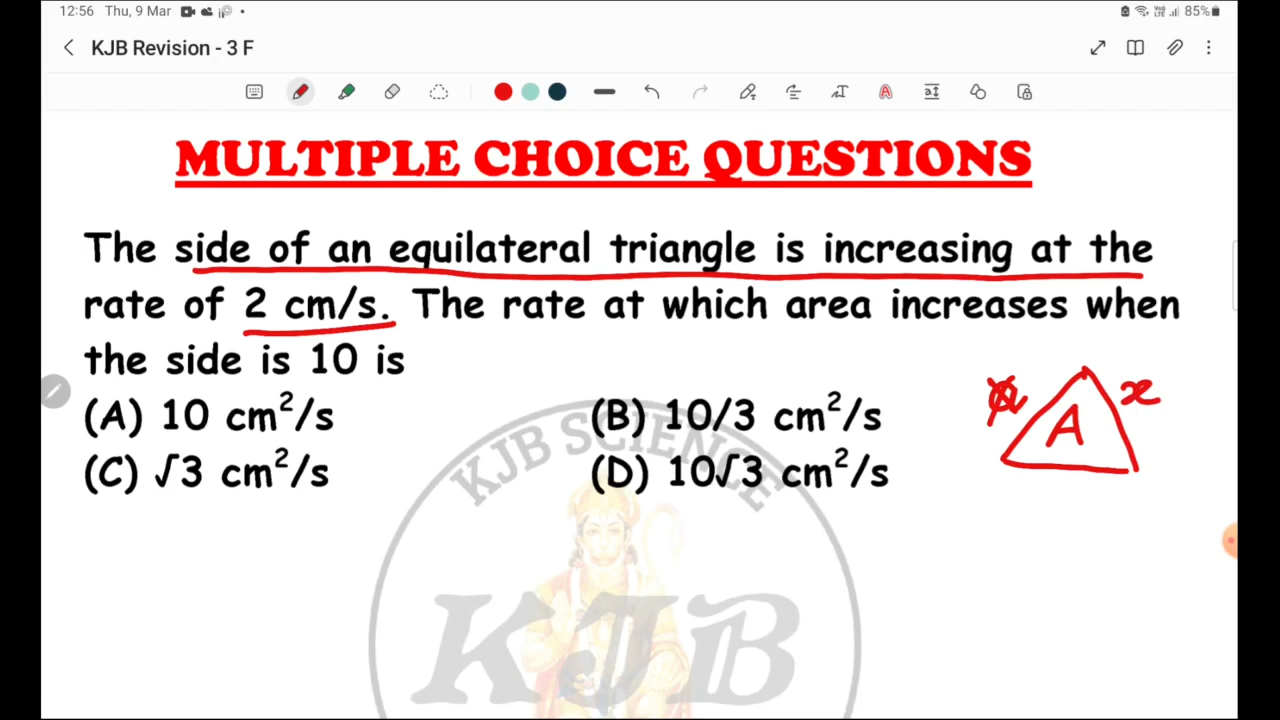 12:56 Thu, 9 Mar 85%
KJB Revision - 3 F
MULTIPLE CHOICE QUESTIONS
The side of an equilateral triangle is increasing at the
rate of 2 cm/s. The rate at which area increases when
the side is 10 is
x
(A) 10 cm²/s (B) 10/3 cm²/s
A
(C) √3 cm²/s (D) 10√3 cm²/s
KJB SCIENCE
KJB